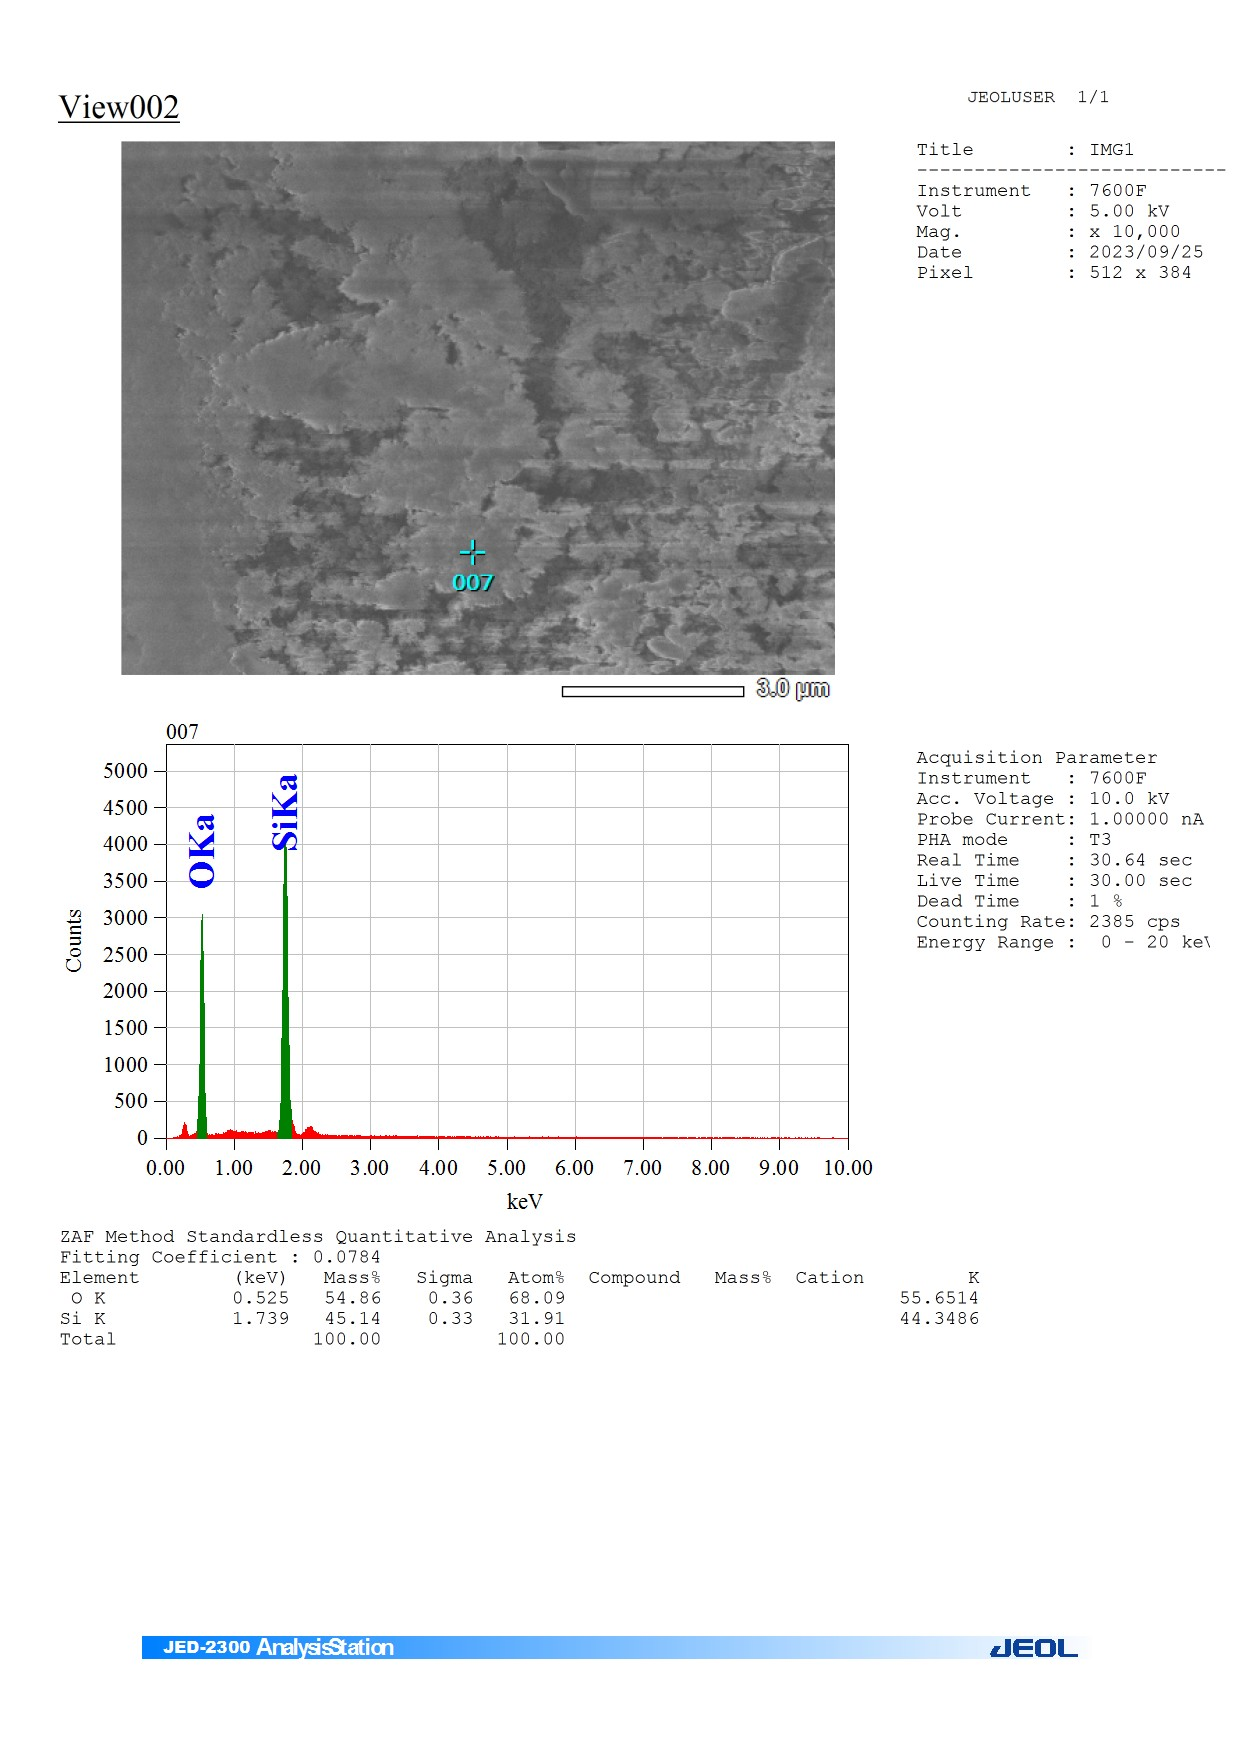 View002
JEOLUSER 1/1
Title : IMG1
---------------------------
Instrument : 7600F
Volt : 5.00 kV
Mag. : x 10,000
Date : 2023/09/25
Pixel : 512 x 384
007
3.0 µm
007
Acquisition Parameter
Instrument : 7600F
Acc. Voltage : 10.0 kV
Probe Current: 1.00000 nA
PHA mode : T3
Real Time : 30.64 sec
Live Time : 30.00 sec
Dead Time : 1 %
Counting Rate: 2385 cps
Energy Range : 0 - 20 keV
Counts
5000
4500
4000
3500
3000
2500
2000
1500
1000
500
0
OKa
SiKa
0.00 1.00 2.00 3.00 4.00 5.00 6.00 7.00 8.00 9.00 10.00
keV
ZAF Method Standardless Quantitative Analysis
Fitting Coefficient : 0.0784
Element (keV) Mass% Sigma Atom% Compound Mass% Cation K
O K 0.525 54.86 0.36 68.09 55.6514
Si K 1.739 45.14 0.33 31.91 44.3486
Total 100.00 100.00
JED-2300 AnalysisStation
JEOL